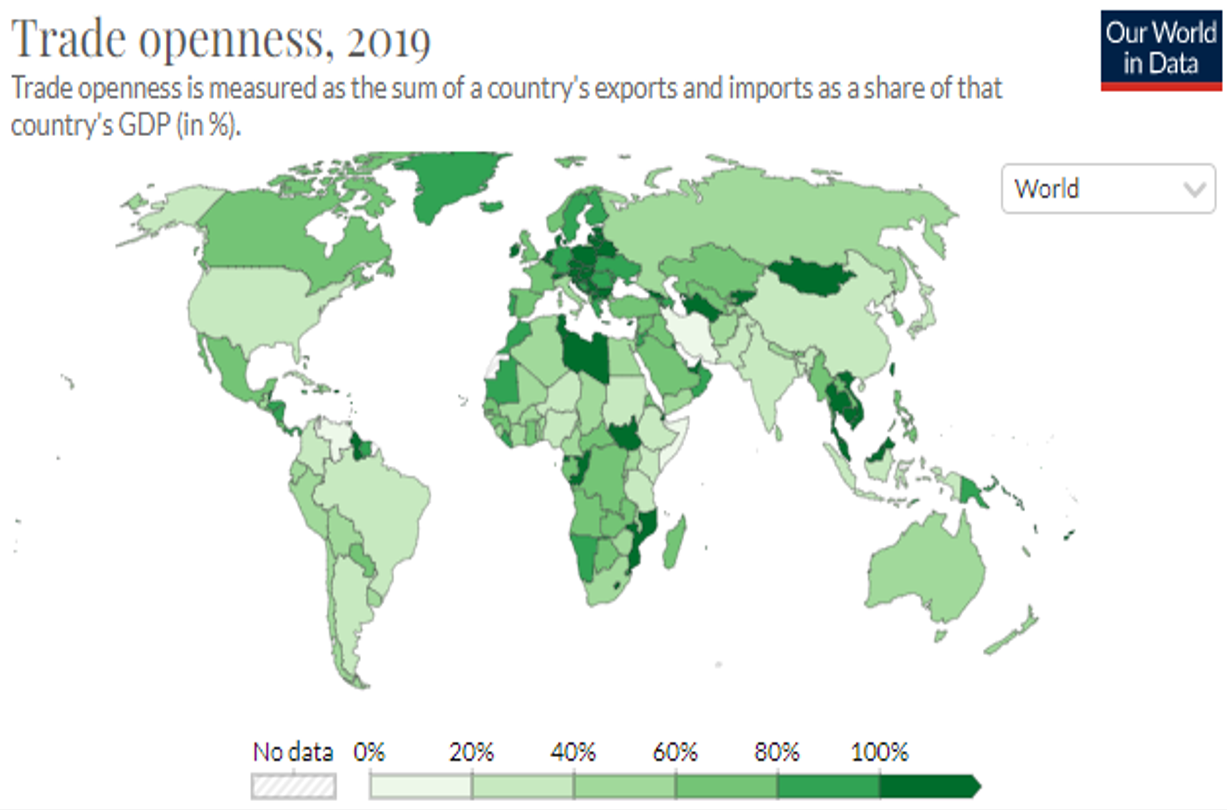 Trade openness, 2019
Our World
in Data
Trade openness is measured as the sum of a country's exports and imports as a share of that
country's GDP (in %).
World
No data 0% 20% 40% 60% 80% 100%